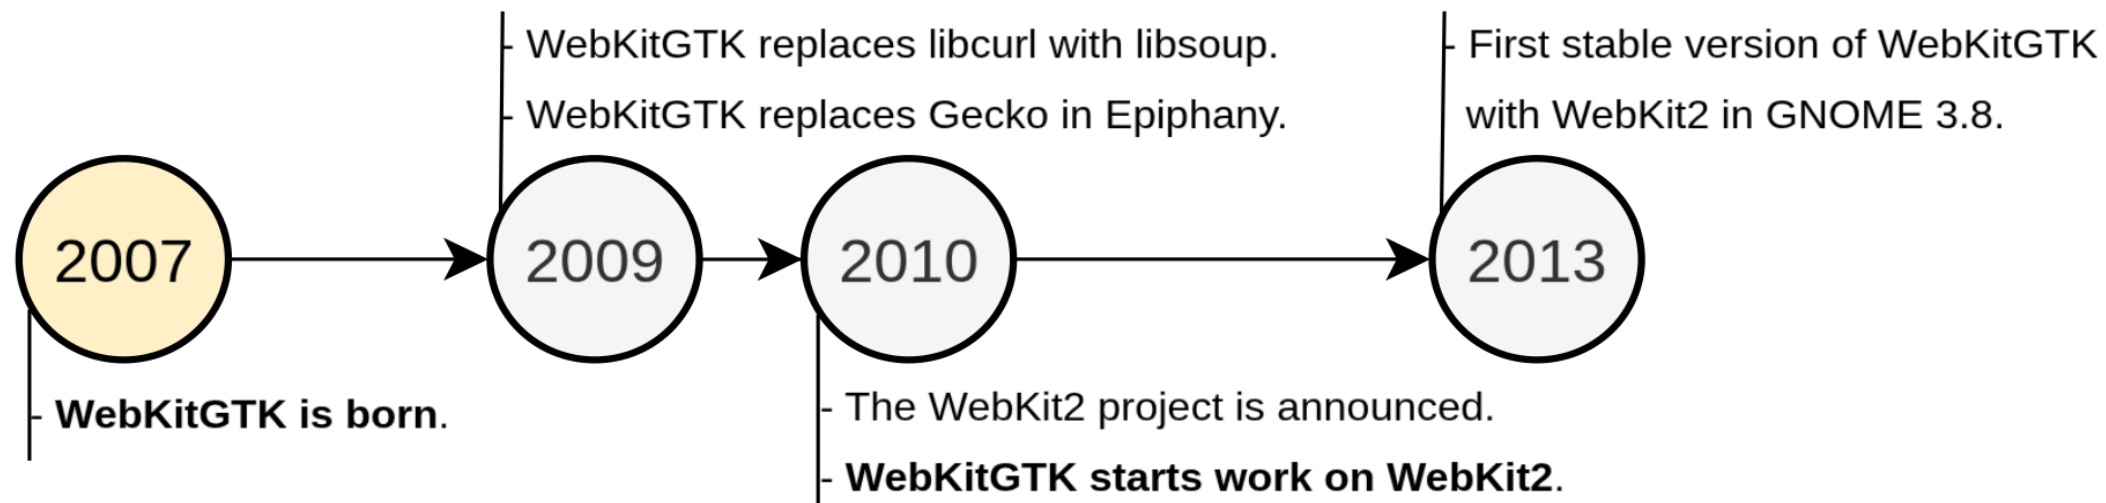 - WebKitGTK replaces libcurl with libsoup.
- WebKitGTK replaces Gecko in Epiphany.
- First stable version of WebKitGTK
with WebKit2 in GNOME 3.8.
2007
2009
2010
2013
- WebKitGTK is born.
- The WebKit2 project is announced.
- WebKitGTK starts work on WebKit2.